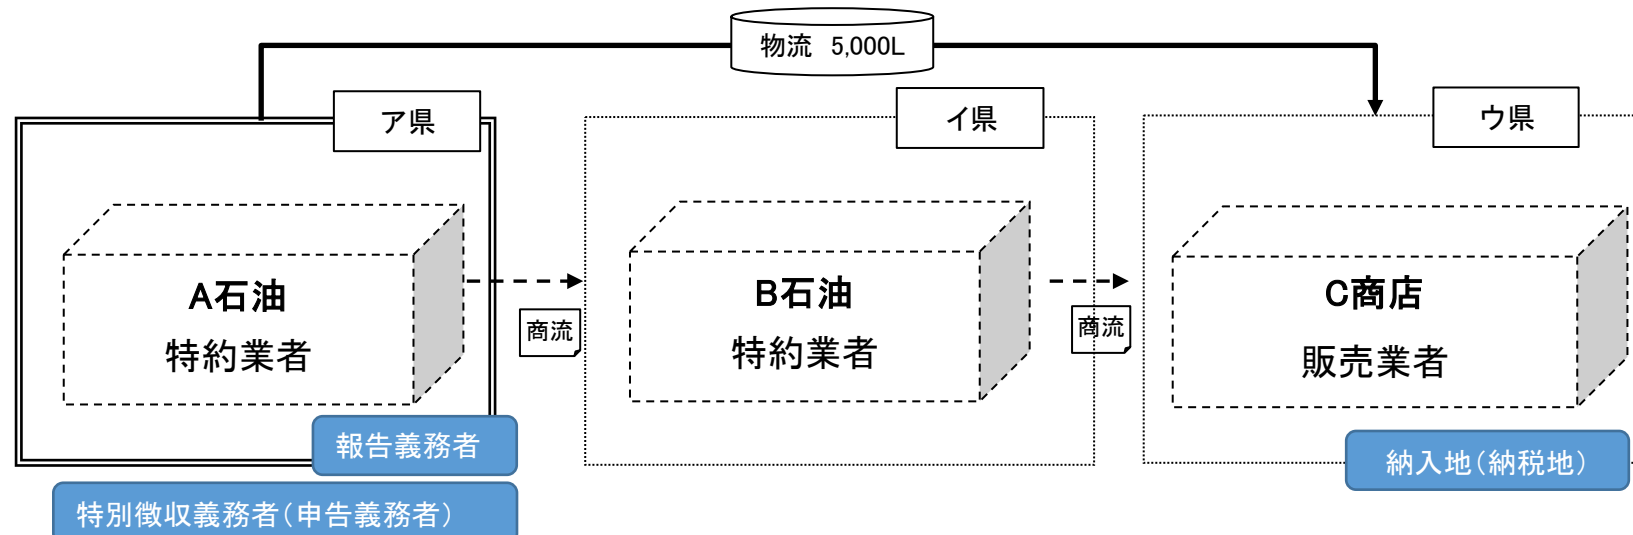 物流 5,000L
ア県
イ県
ウ県
A石油
特約業者
商流
B石油
特約業者
商流
C商店
販売業者
報告義務者
納入地(納税地)
特別徴収義務者(申告義務者)